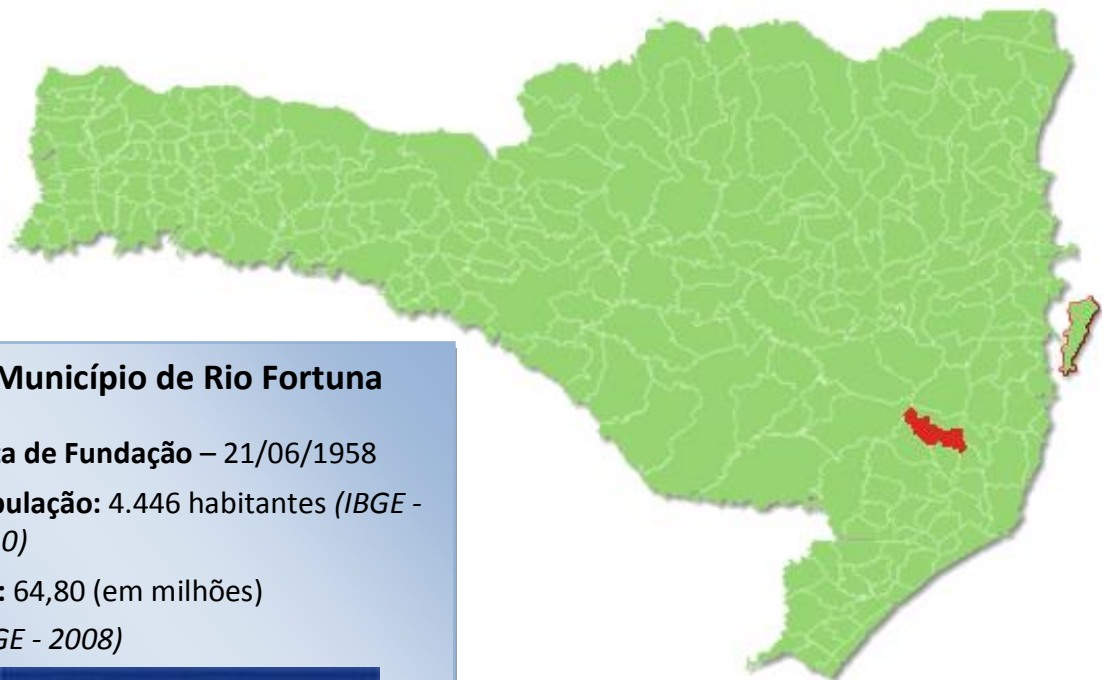 Município de Rio Fortuna
a de Fundação – 21/06/1958
pulação: 4.446 habitantes (IBGE -
0)
: 64,80 (em milhões)
GE - 2008)